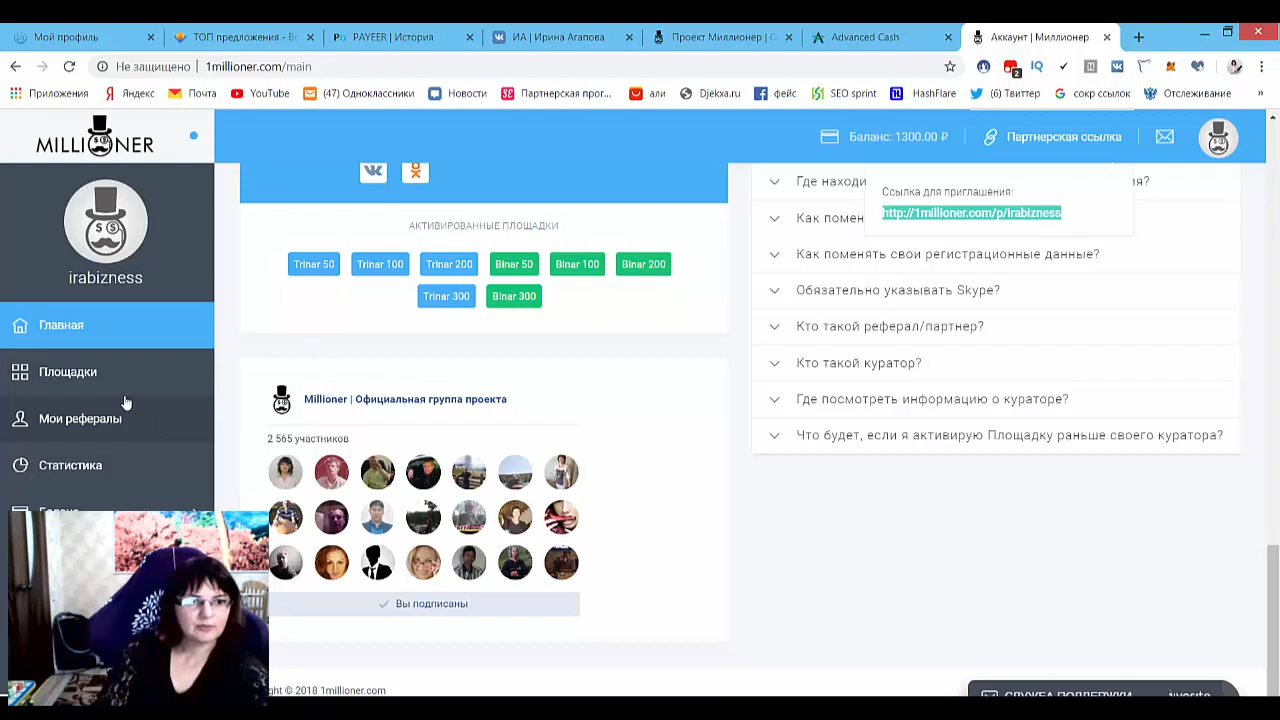 Мой профиль
ТОП предложения - Be
PAYEER | История
ИА | Ирина Агапова
Проект Миллионер | О
Advanced Cash
Аккаунт | Миллионер
Не защищено
1millioner.com/main
2
Приложения
Яндекс
Почта
YouTube
(47) Одноклассники
Новости
Партнерская прог...
али
Djekxa.ru
фейс
SEO sprint
HashFlare
(6) Твиттер
сокр ссылок
Отслеживание
MILLIONER
Баланс: 1300.00 ₽
Партнерская ссылка
irabizness
Главная
Площадки
Мои рефералы
Статистика
АКТИВИРОВАННЫЕ ПЛОЩАДКИ
Trinar 50
Trinar 100
Trinar 200
Binar 50
Binar 100
Binar 200
Trinar 300
Binar 300
Millioner | Официальная группа проекта
2 565 участников
Вы подписаны
Ссылка для приглашения:
http://1millioner.com/p/irabizness
Где находи
Как помен
Как поменять свои регистрационные данные?
Обязательно указывать Skype?
Кто такой реферал/партнер?
Кто такой куратор?
Где посмотреть информацию о кураторе?
Что будет, если я активирую Площадку раньше своего куратора?
ght © 2018 1millioner.com
СЛУЖБА ПОДДЕРЖКИ